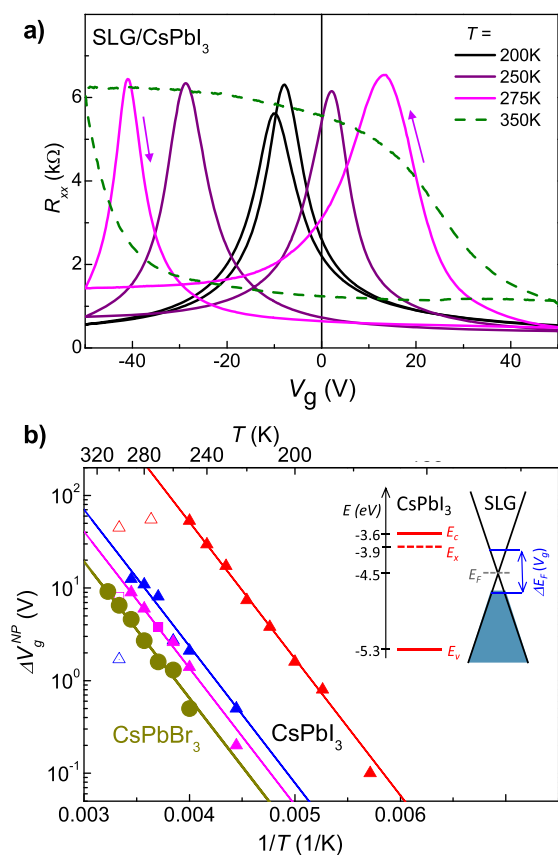 a)
SLG/CsPbI3
T =
200K
250K
275K
350K
Rxx (kΩ)
6
4
2
0
-40 -20 0 20 40
Vg (V)
b)
T (K)
320 280 240 200 160
ΔVgNP (V)
10²
10¹
10⁰
10⁻¹
CsPbBr3
CsPbI3
E (eV)
CsPbI3
SLG
-3.6
-3.9
-4.5
-5.3
Ec
Ex
EF
Ev
ΔEF(Vg)
0.003 0.004 0.005 0.006
1/T (1/K)